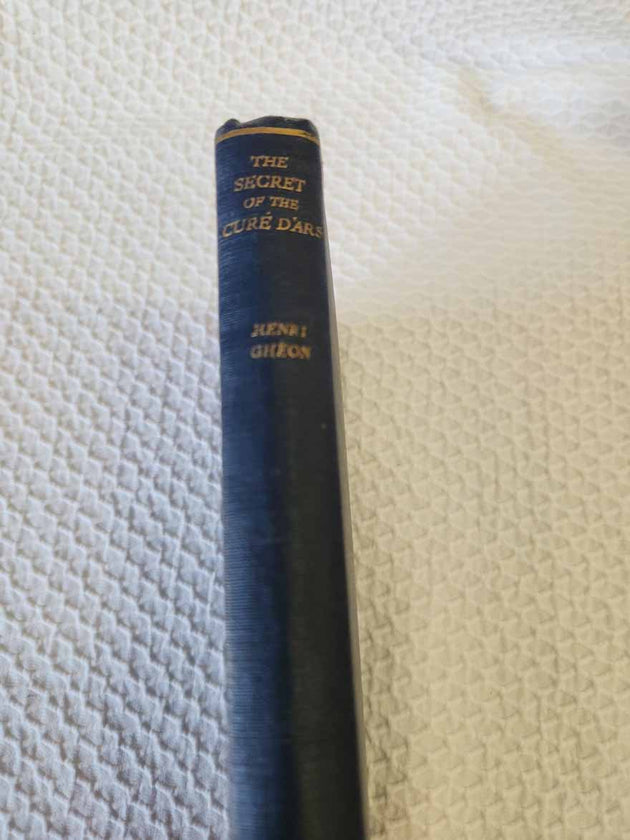 THE
SECRET
OF THE
CURÉ D'ARS
HENRI
GHÉON